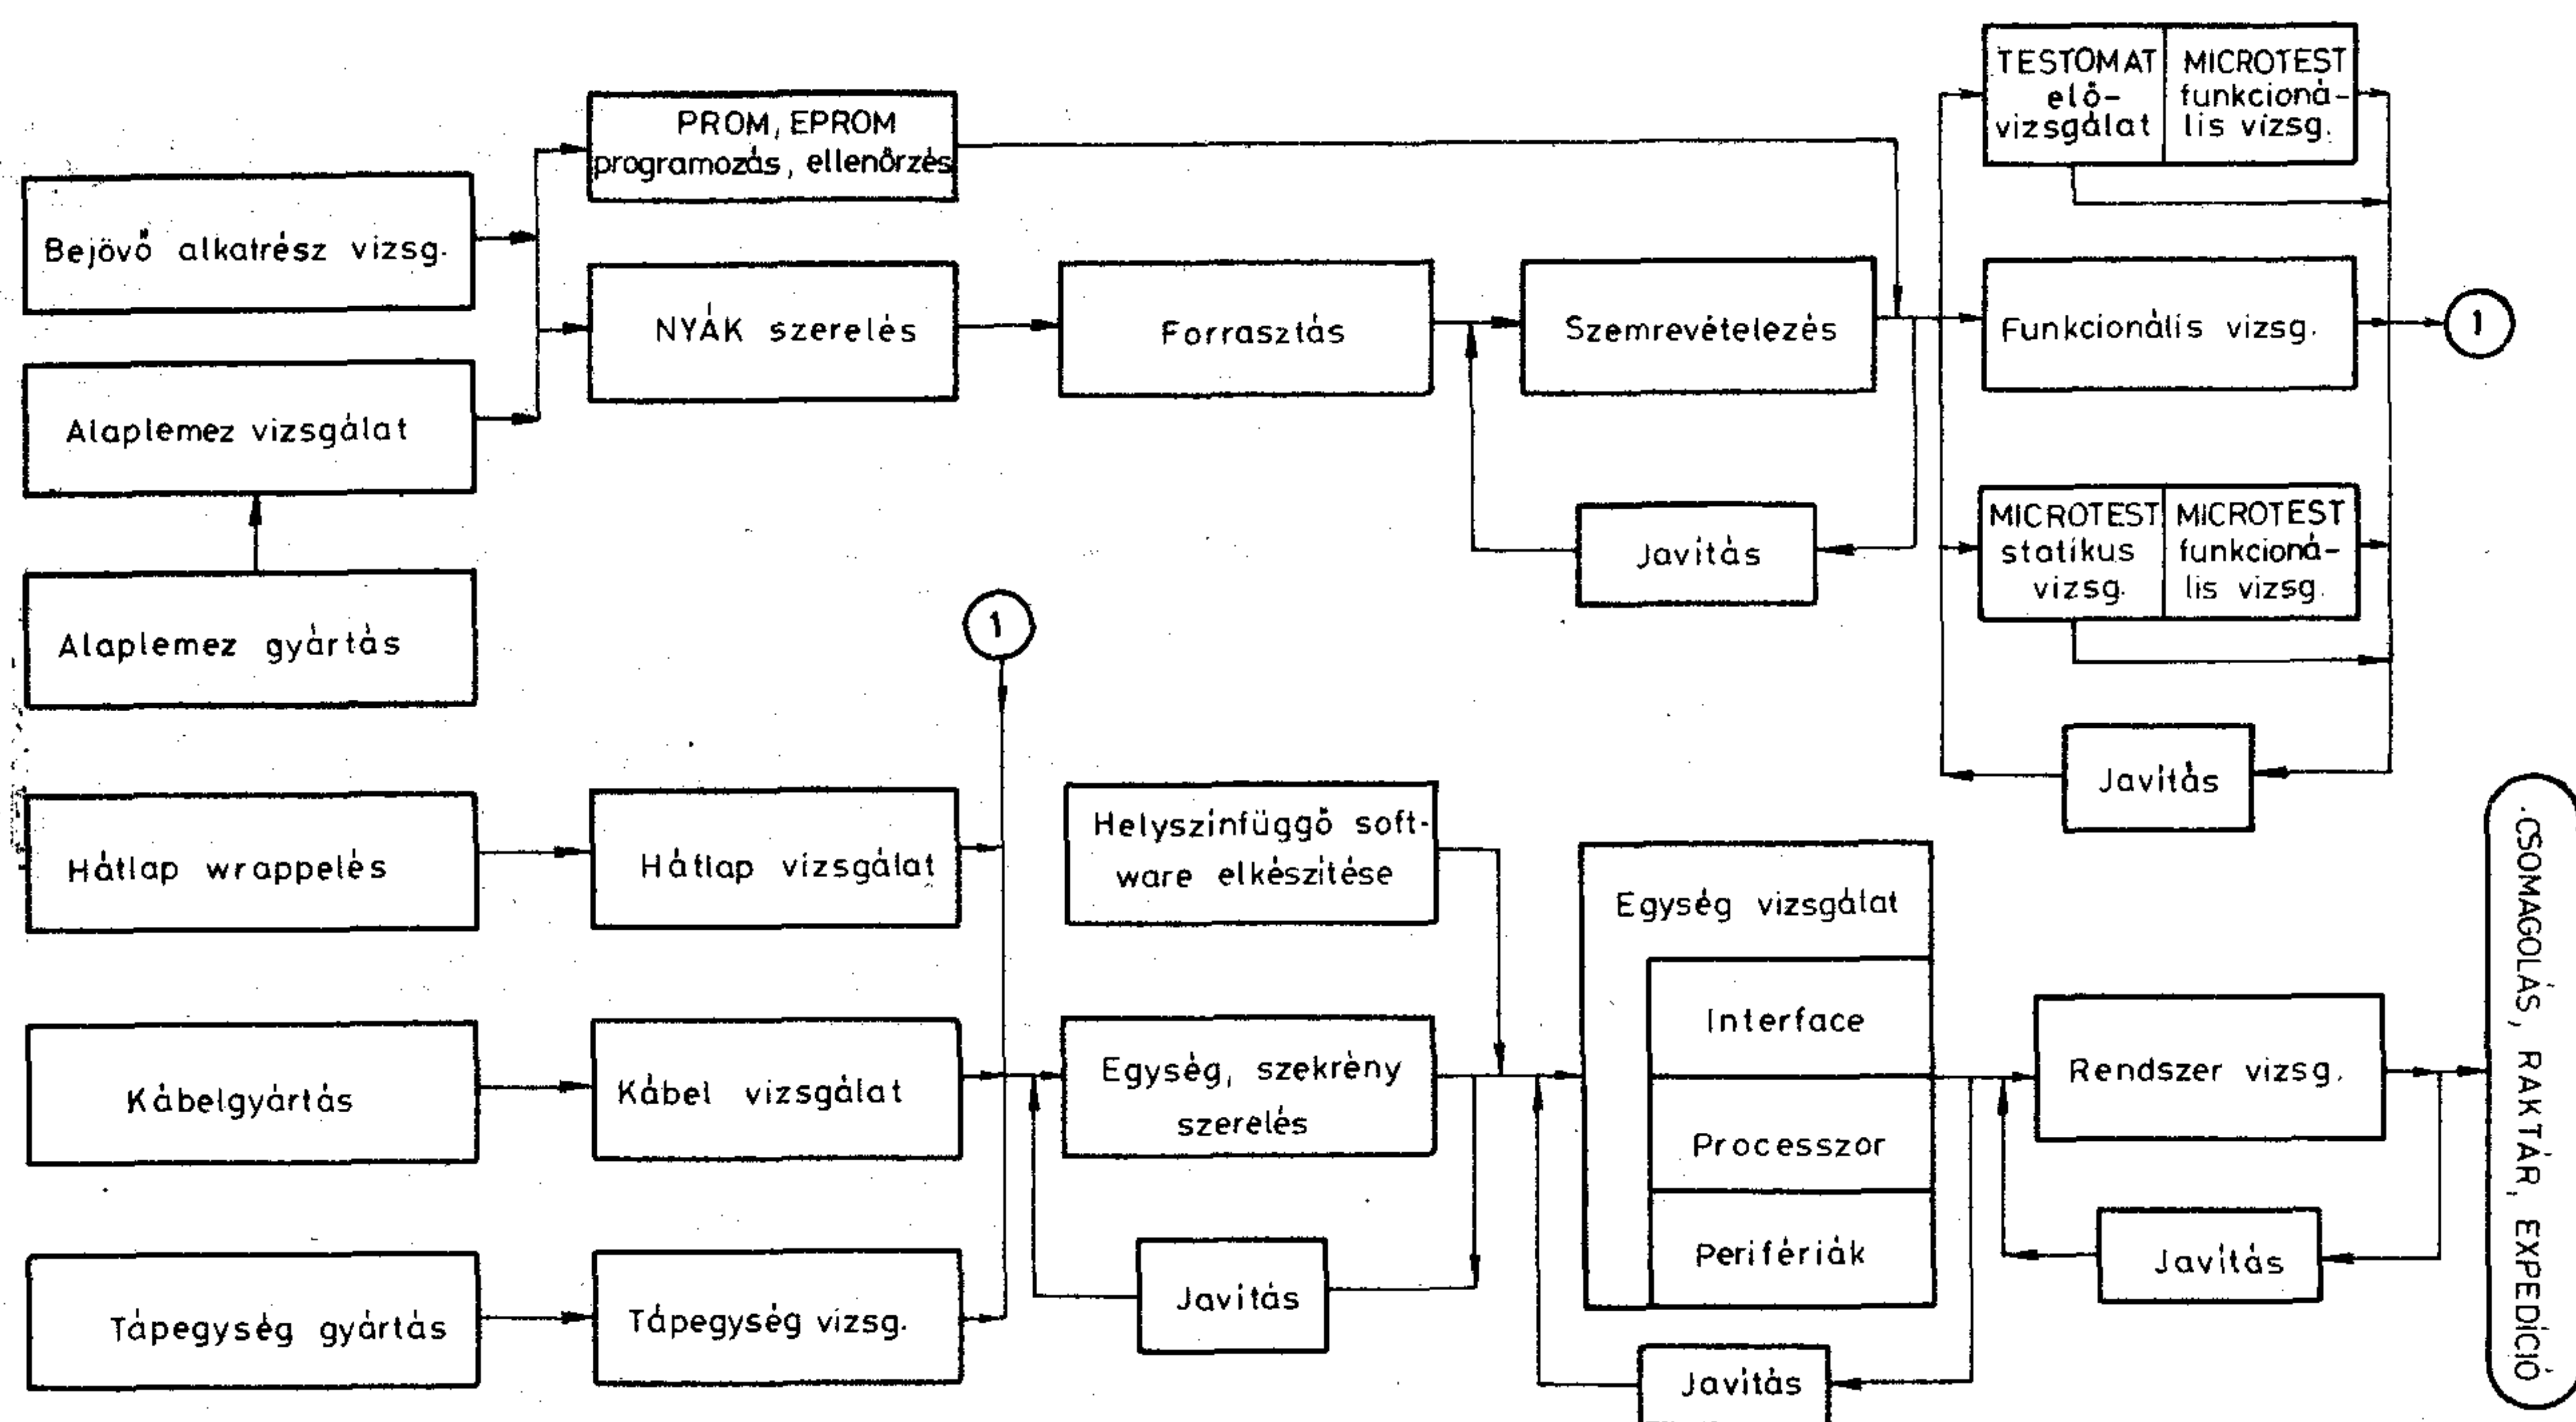 TESTOMAT
elő-
vizsgálat
MICROTEST
funkcioná-
lis vizsg.
PROM, EPROM
programozás, ellenőrzés
Bejövő alkatrész vizsg.
NYÁK szerelés
Forrasztás
Szemrevételezés
Funkcionális vizsg.
1
Alaplemez vizsgálat
Javítás
MICROTEST
statikus
vizsg.
MICROTEST
funkcioná-
lis vizsg.
Alaplemez gyártás
1
Javítás
Hátlap wrappelés
Hátlap vizsgálat
Helyszínfüggő soft-
ware elkészítése
Egység vizsgálat
Interface
Processzor
Perifériák
Kábelgyártás
Kábel vizsgálat
Egység, szekrény
szerelés
Rendszer vizsg.
CSOMAGOLÁS, RAKTÁR, EXPEDÍCIÓ
Tápegység gyártás
Tápegység vizsg.
Javítás
Javítás
Javítás